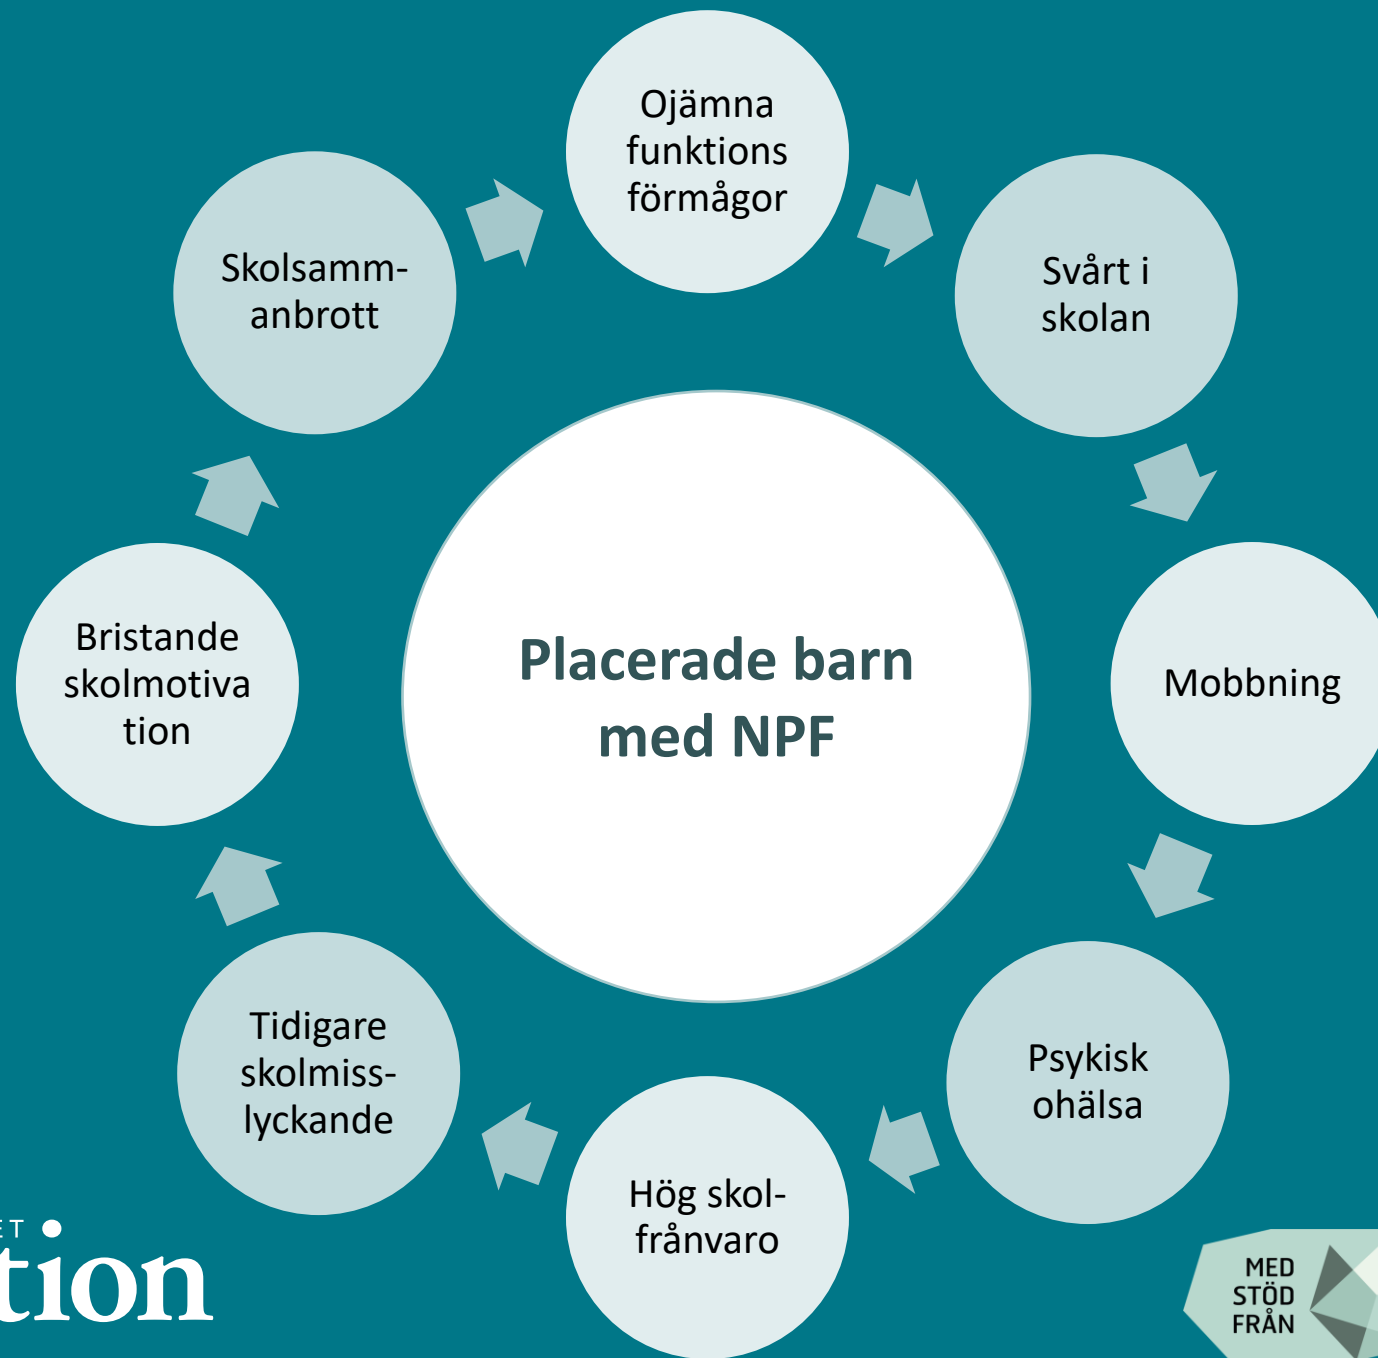 Ojämna
funktions
förmågor
Svårt i
skolan
Mobbning
Psykisk
ohälsa
Hög skol-
frånvaro
Tidigare
skolmiss-
lyckande
Bristande
skolmotiva
tion
Skolsamm-
anbrott
Placerade barn
med NPF
ET
tion
MED
STÖD
FRÅN